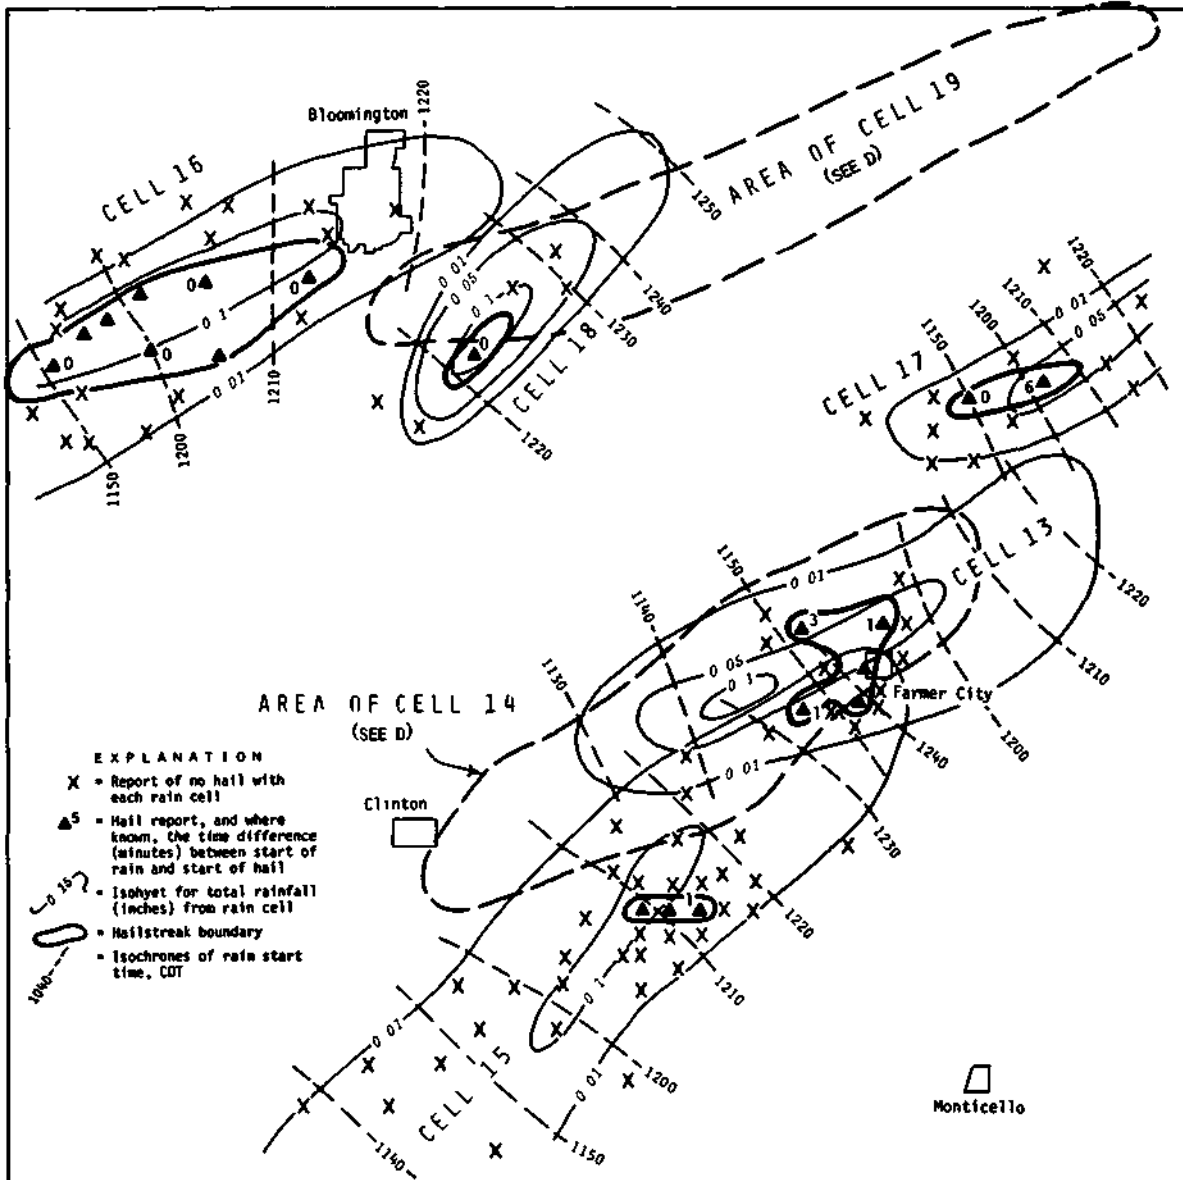 Bloomington
1220
CELL 16
AREA OF CELL 19
(SEE D)
1250
0 01
0 05
0 1
0
1240
1230
CELL 18
1220
0
0
0
0
0 1
0 01
1210
1200
1150
1220
1210
1200
1150
0 01
0 05
CELL 17
0
6
CELL 13
1150
1140
1130
0 01
0 05
0 1
3
1
1
Farmer City
1220
1210
1200
1240
1230
1220
1210
0 01
AREA OF CELL 14
(SEE D)
Clinton
1
0 1
0 01
0 01
CELL 15
1200
1150
1140
Monticello
EXPLANATION
X = Report of no hail with
each rain cell
▲5 = Hail report, and where
known, the time difference
(minutes) between start of
rain and start of hail
0 15 = Isohyet for total rainfall
(inches) from rain cell
= Hailstreak boundary
1040 = Isochrones of rain start
time, CDT